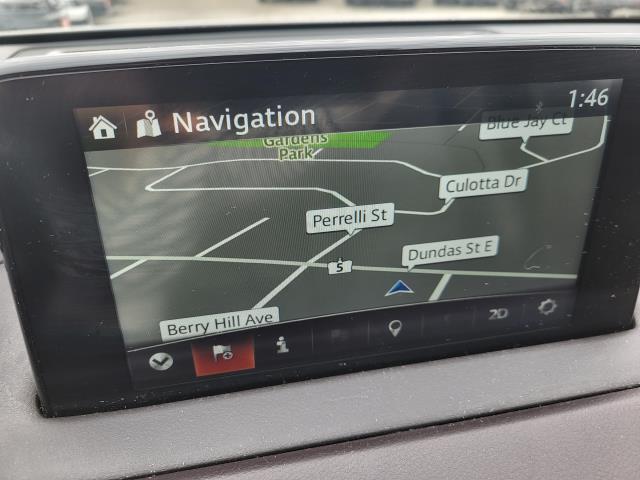 Navigation
1:46
Blue Jay Ct
Gardens
Park
Culotta Dr
Perrelli St
Dundas St E
5
Berry Hill Ave
2D